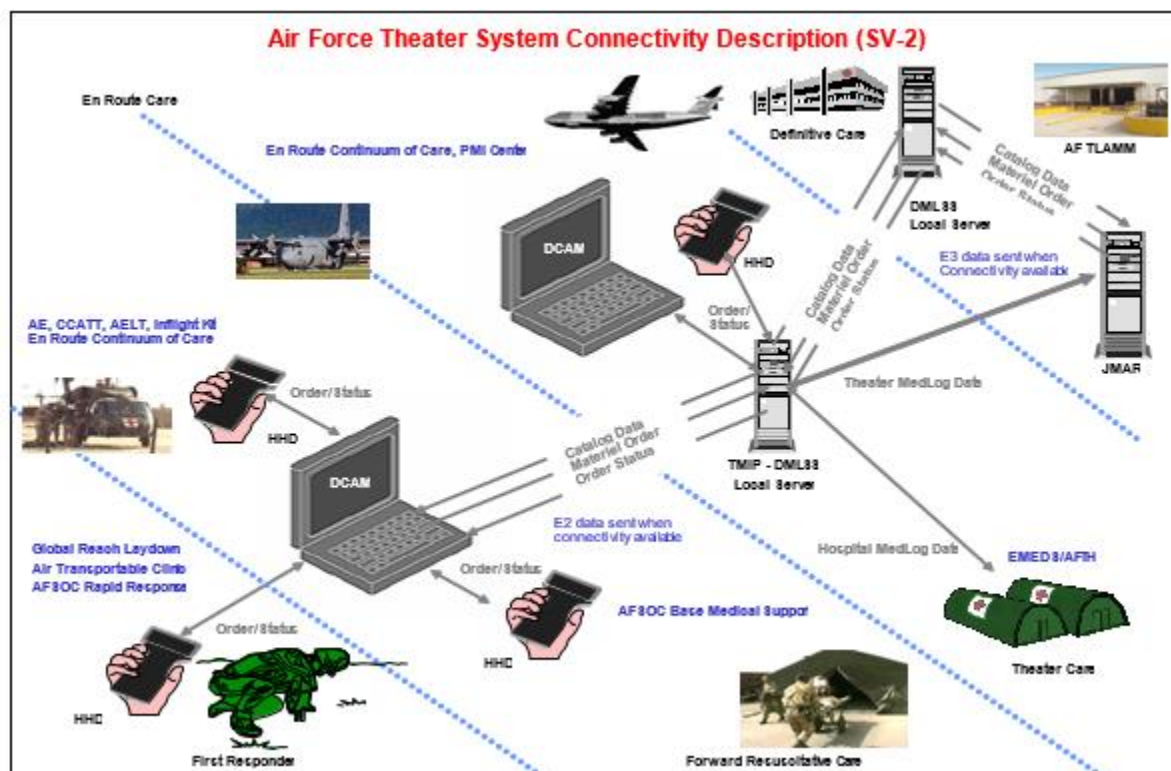 Air Force Theater System Connectivity Description (SV-2)
En Route Care
En Route Continuum of Care, PMI Center
Definitive Care
AF TLAMM
Catalog Data
Materiel Order
Order Status
DMLSS
Local Server
DCAM
HHD
E3 data sent when
Connectivity available
Catalog Data
Materiel Order
Order Status
Order/
Status
AE, CCATT, AELT, Inflight Kit
En Route Continuum of Care
Order/Status
HHD
JMAR
Theater MedLog Data
Catalog Data
Materiel Order
Order Status
TMIP - DMLSS
Local Server
DCAM
E2 data sent when
connectivity available
Global Reach Laydown
Air Transportable Clinic
AFSOC Rapid Response
Hospital MedLog Data
EMEDS/AFTH
Order/Status
AFSOC Base Medical Support
Order/Status
HHD
Theater Care
HHD
First Responder
Forward Resuscitative Care